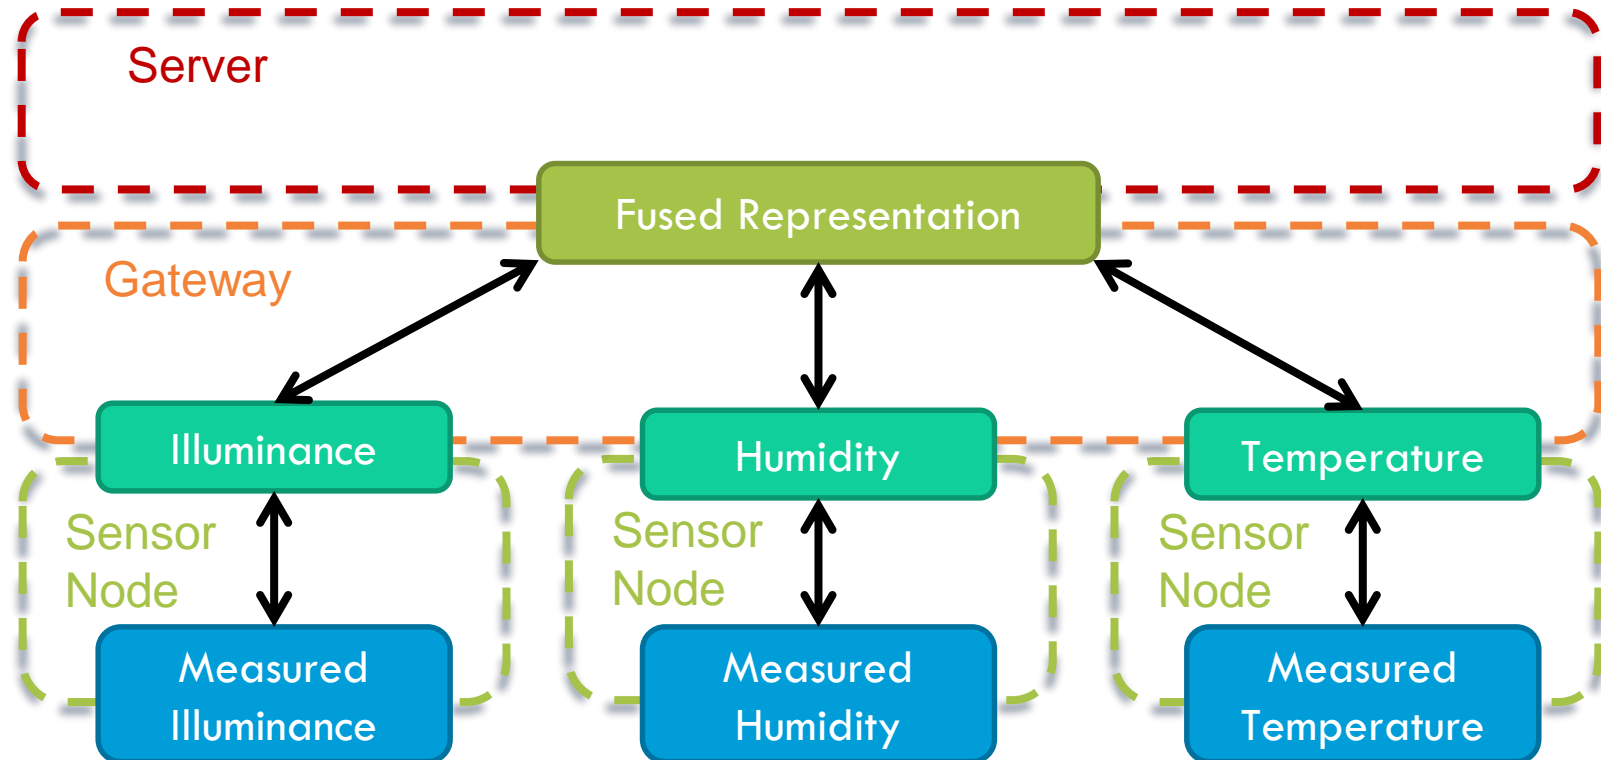 Server
Fused Representation
Gateway
Illuminance
Humidity
Temperature
Sensor
Node
Sensor
Node
Sensor
Node
Measured
Illuminance
Measured
Humidity
Measured
Temperature